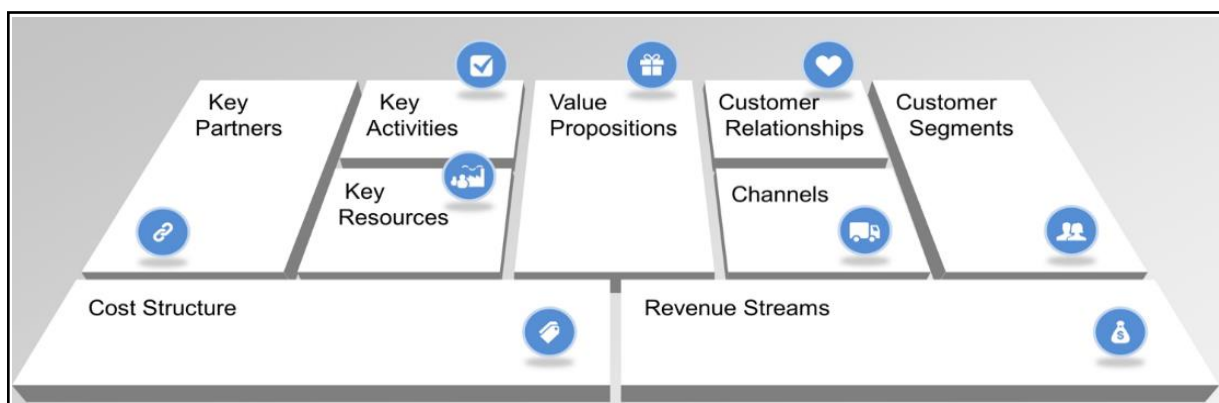 Key
Partners
Key
Activities
Key
Resources
Value
Propositions
Customer
Relationships
Channels
Customer
Segments
Cost Structure
Revenue Streams
$